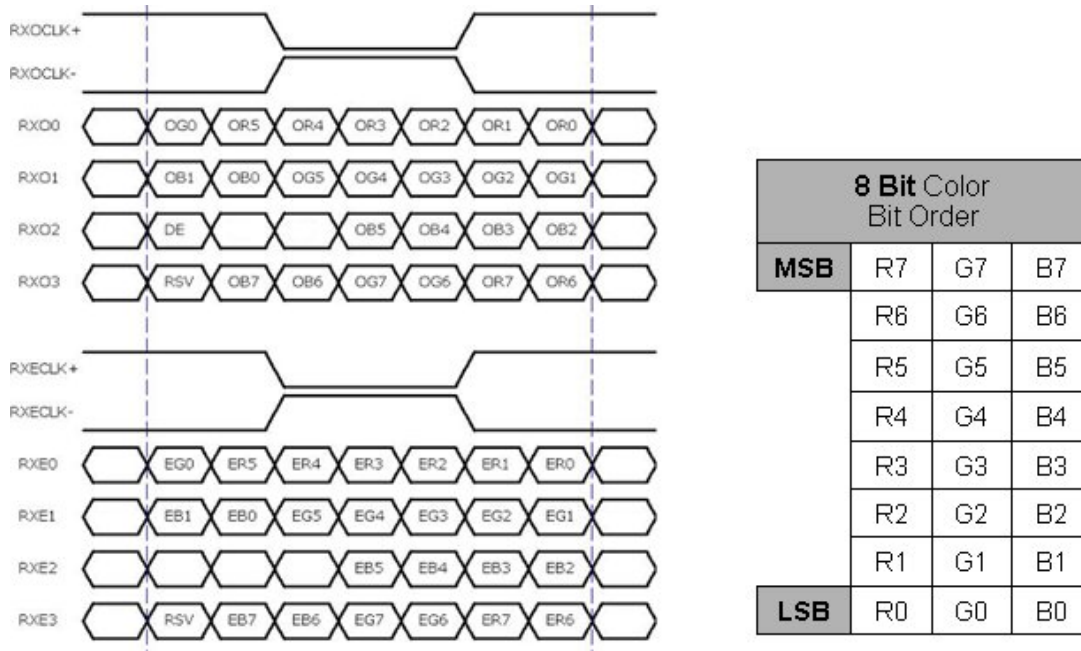 RXOCLK+
RXOCLK-
RXO0 OG0 OR5 OR4 OR3 OR2 OR1 OR0
RXO1 OB1 OB0 OG5 OG4 OG3 OG2 OG1
RXO2 DE OB5 OB4 OB3 OB2
RXO3 RSV OB7 OB6 OG7 OG6 OR7 OR6
RXECLK+
RXECLK-
RXE0 EG0 ER5 ER4 ER3 ER2 ER1 ER0
RXE1 EB1 EB0 EG5 EG4 EG3 EG2 EG1
RXE2 EB5 EB4 EB3 EB2
RXE3 RSV EB7 EB6 EG7 EG6 ER7 ER6
8 Bit Color
Bit Order
MSB R7 G7 B7
R6 G6 B6
R5 G5 B5
R4 G4 B4
R3 G3 B3
R2 G2 B2
R1 G1 B1
LSB R0 G0 B0